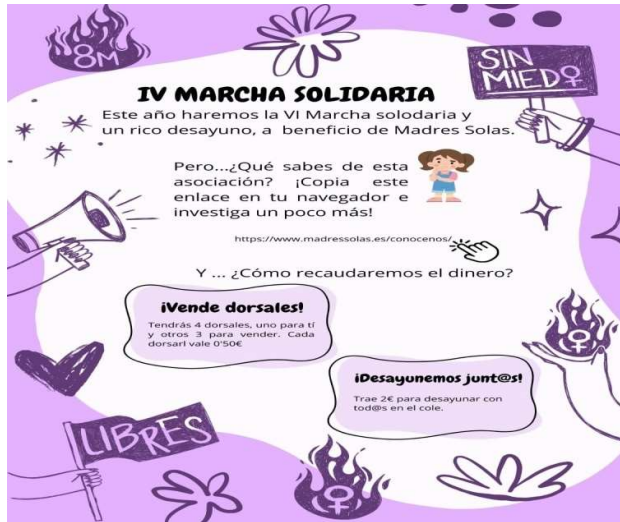 8M
SIN
MIEDO
IV MARCHA SOLIDARIA
Este año haremos la VI Marcha solodaria y
un rico desayuno, a beneficio de Madres Solas.
Pero...¿Qué sabes de esta
asociación? ¡Copia este
enlace en tu navegador e
investiga un poco más!
https://www.madressolas.es/conocenos/
Y ... ¿Cómo recaudaremos el dinero?
¡Vende dorsales!
Tendrás 4 dorsales, uno para tí
y otros 3 para vender. Cada
dorsarl vale 0'50€
¡Desayunemos junt@s!
Trae 2€ para desayunar con
tod@s en el cole.
LIBRES